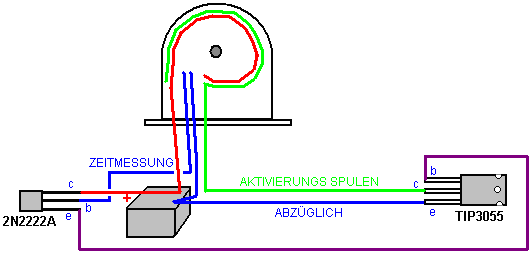 ZEITMESSUNG
c
+
b
2N2222A
e
AKTIVIERUNGS SPULEN
ABZÜGLICH
b
c
e
TIP3055